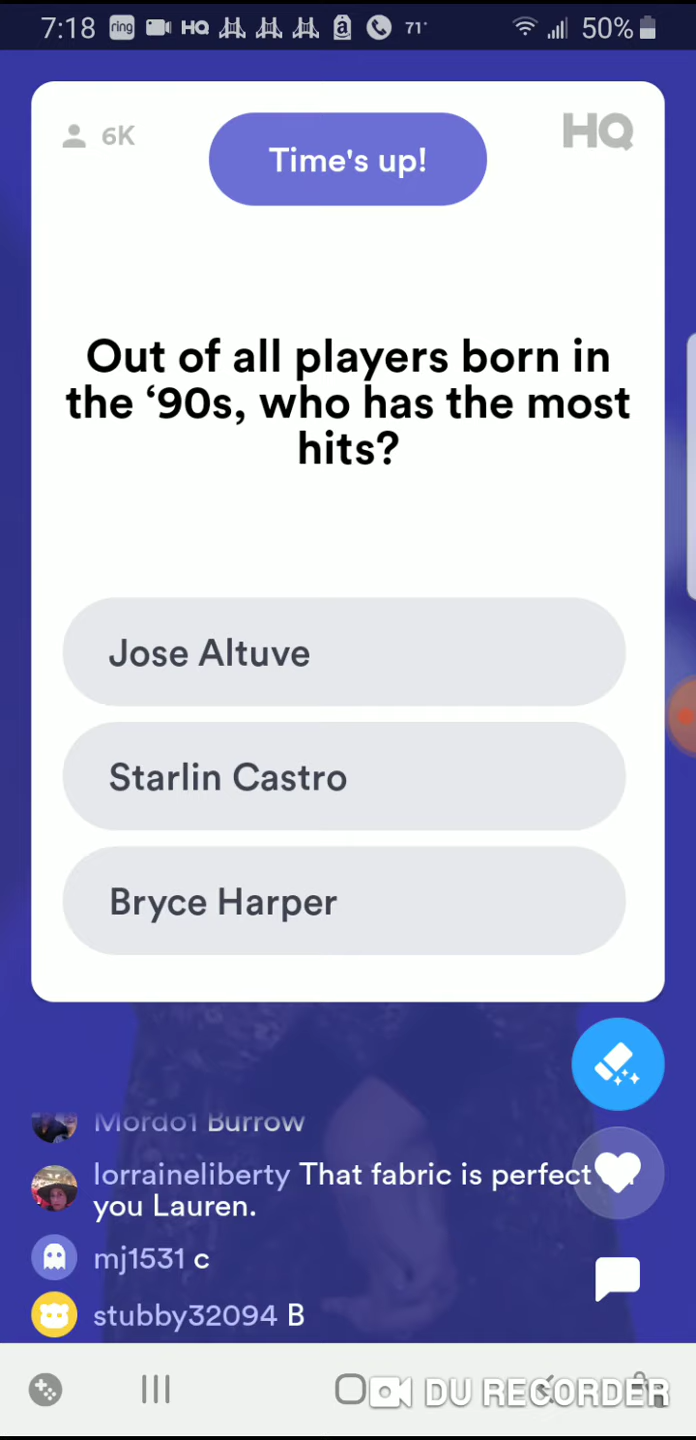 7:18 ring HQ a 71° 50%
6K
Time's up!
HQ
Out of all players born in
the ‘90s, who has the most
hits?
Jose Altuve
Starlin Castro
Bryce Harper
Mordo1 Burrow
lorraineliberty That fabric is perfect
you Lauren.
mj1531 c
stubby32094 B
DU RECORDER